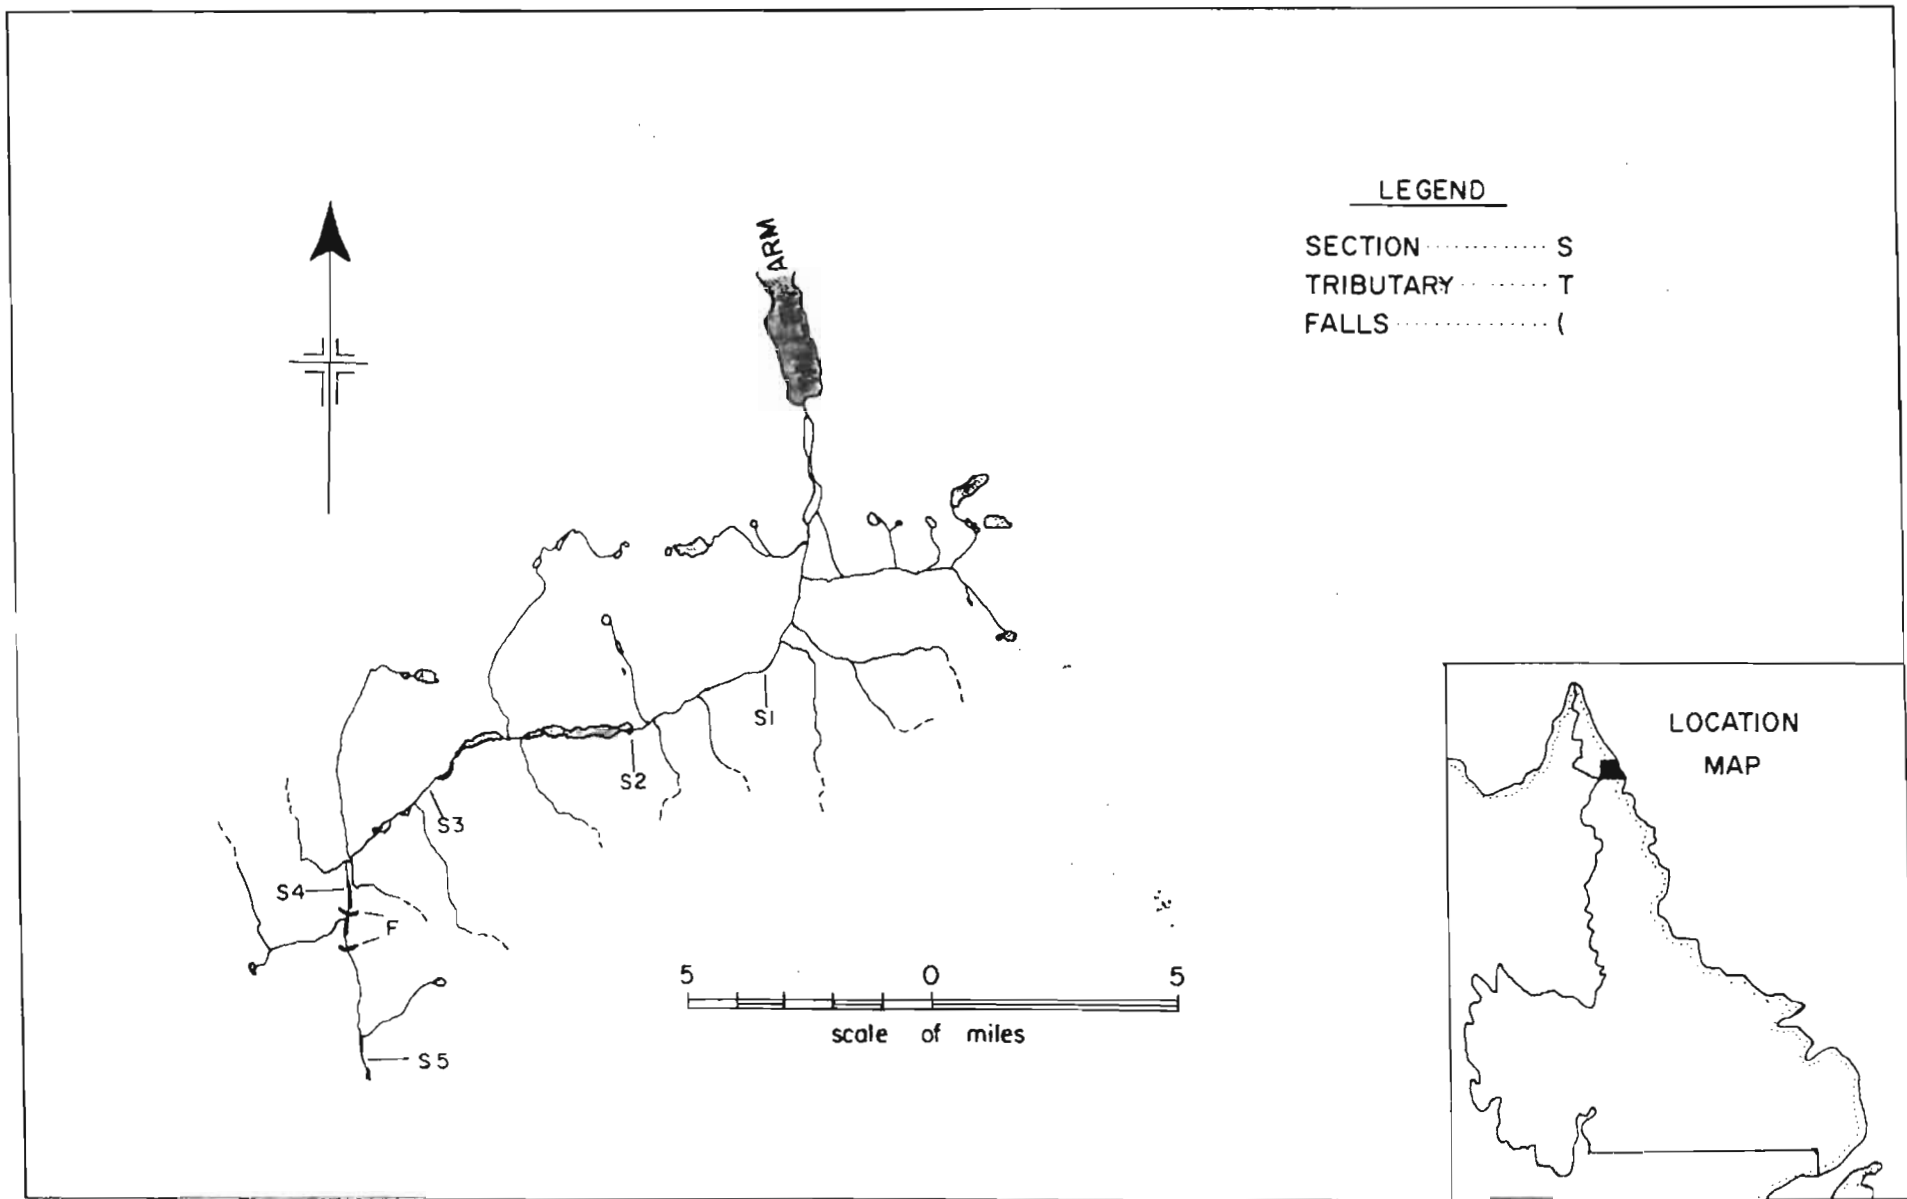 LEGEND
SECTION ............ S
TRIBUTARY ......... T
FALLS .............. (
ARM
S1
S2
S3
S4
F
S5
5 0 5
scale of miles
LOCATION
MAP